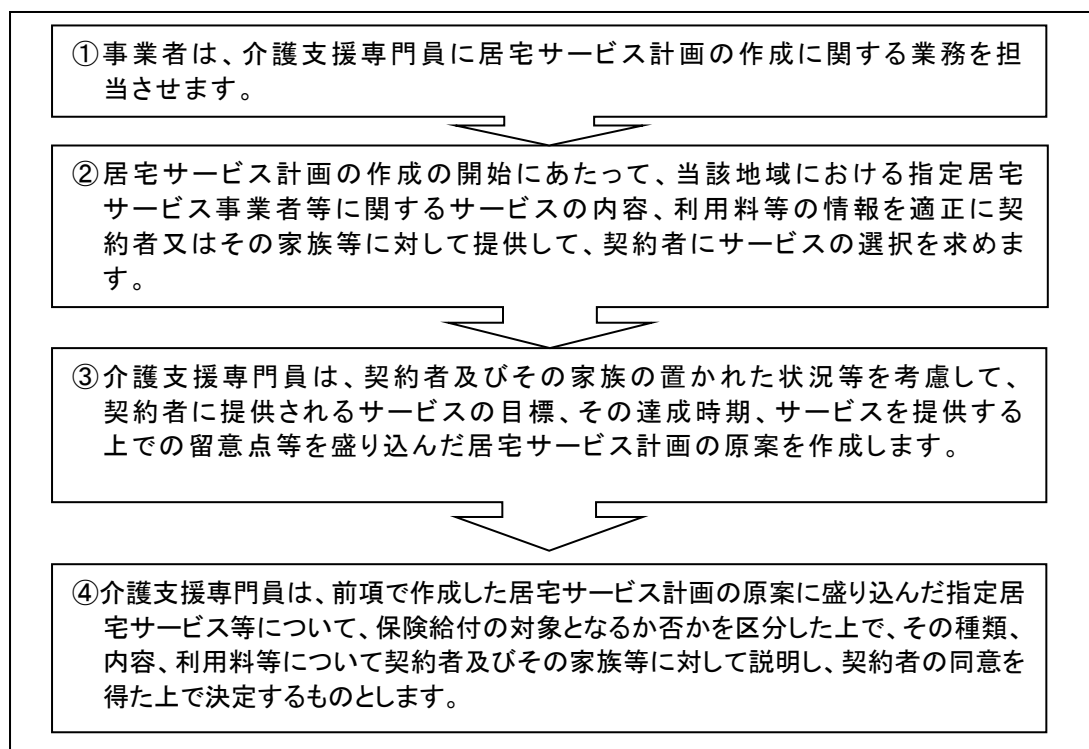 ①事業者は、介護支援専門員に居宅サービス計画の作成に関する業務を担
当させます。
②居宅サービス計画の作成の開始にあたって、当該地域における指定居宅
サービス事業者等に関するサービスの内容、利用料等の情報を適正に契
約者又はその家族等に対して提供して、契約者にサービスの選択を求めま
す。
③介護支援専門員は、契約者及びその家族の置かれた状況等を考慮して、
契約者に提供されるサービスの目標、その達成時期、サービスを提供する
上での留意点等を盛り込んだ居宅サービス計画の原案を作成します。
④介護支援専門員は、前項で作成した居宅サービス計画の原案に盛り込んだ指定居
宅サービス等について、保険給付の対象となるか否かを区分した上で、その種類、
内容、利用料等について契約者及びその家族等に対して説明し、契約者の同意を
得た上で決定するものとします。